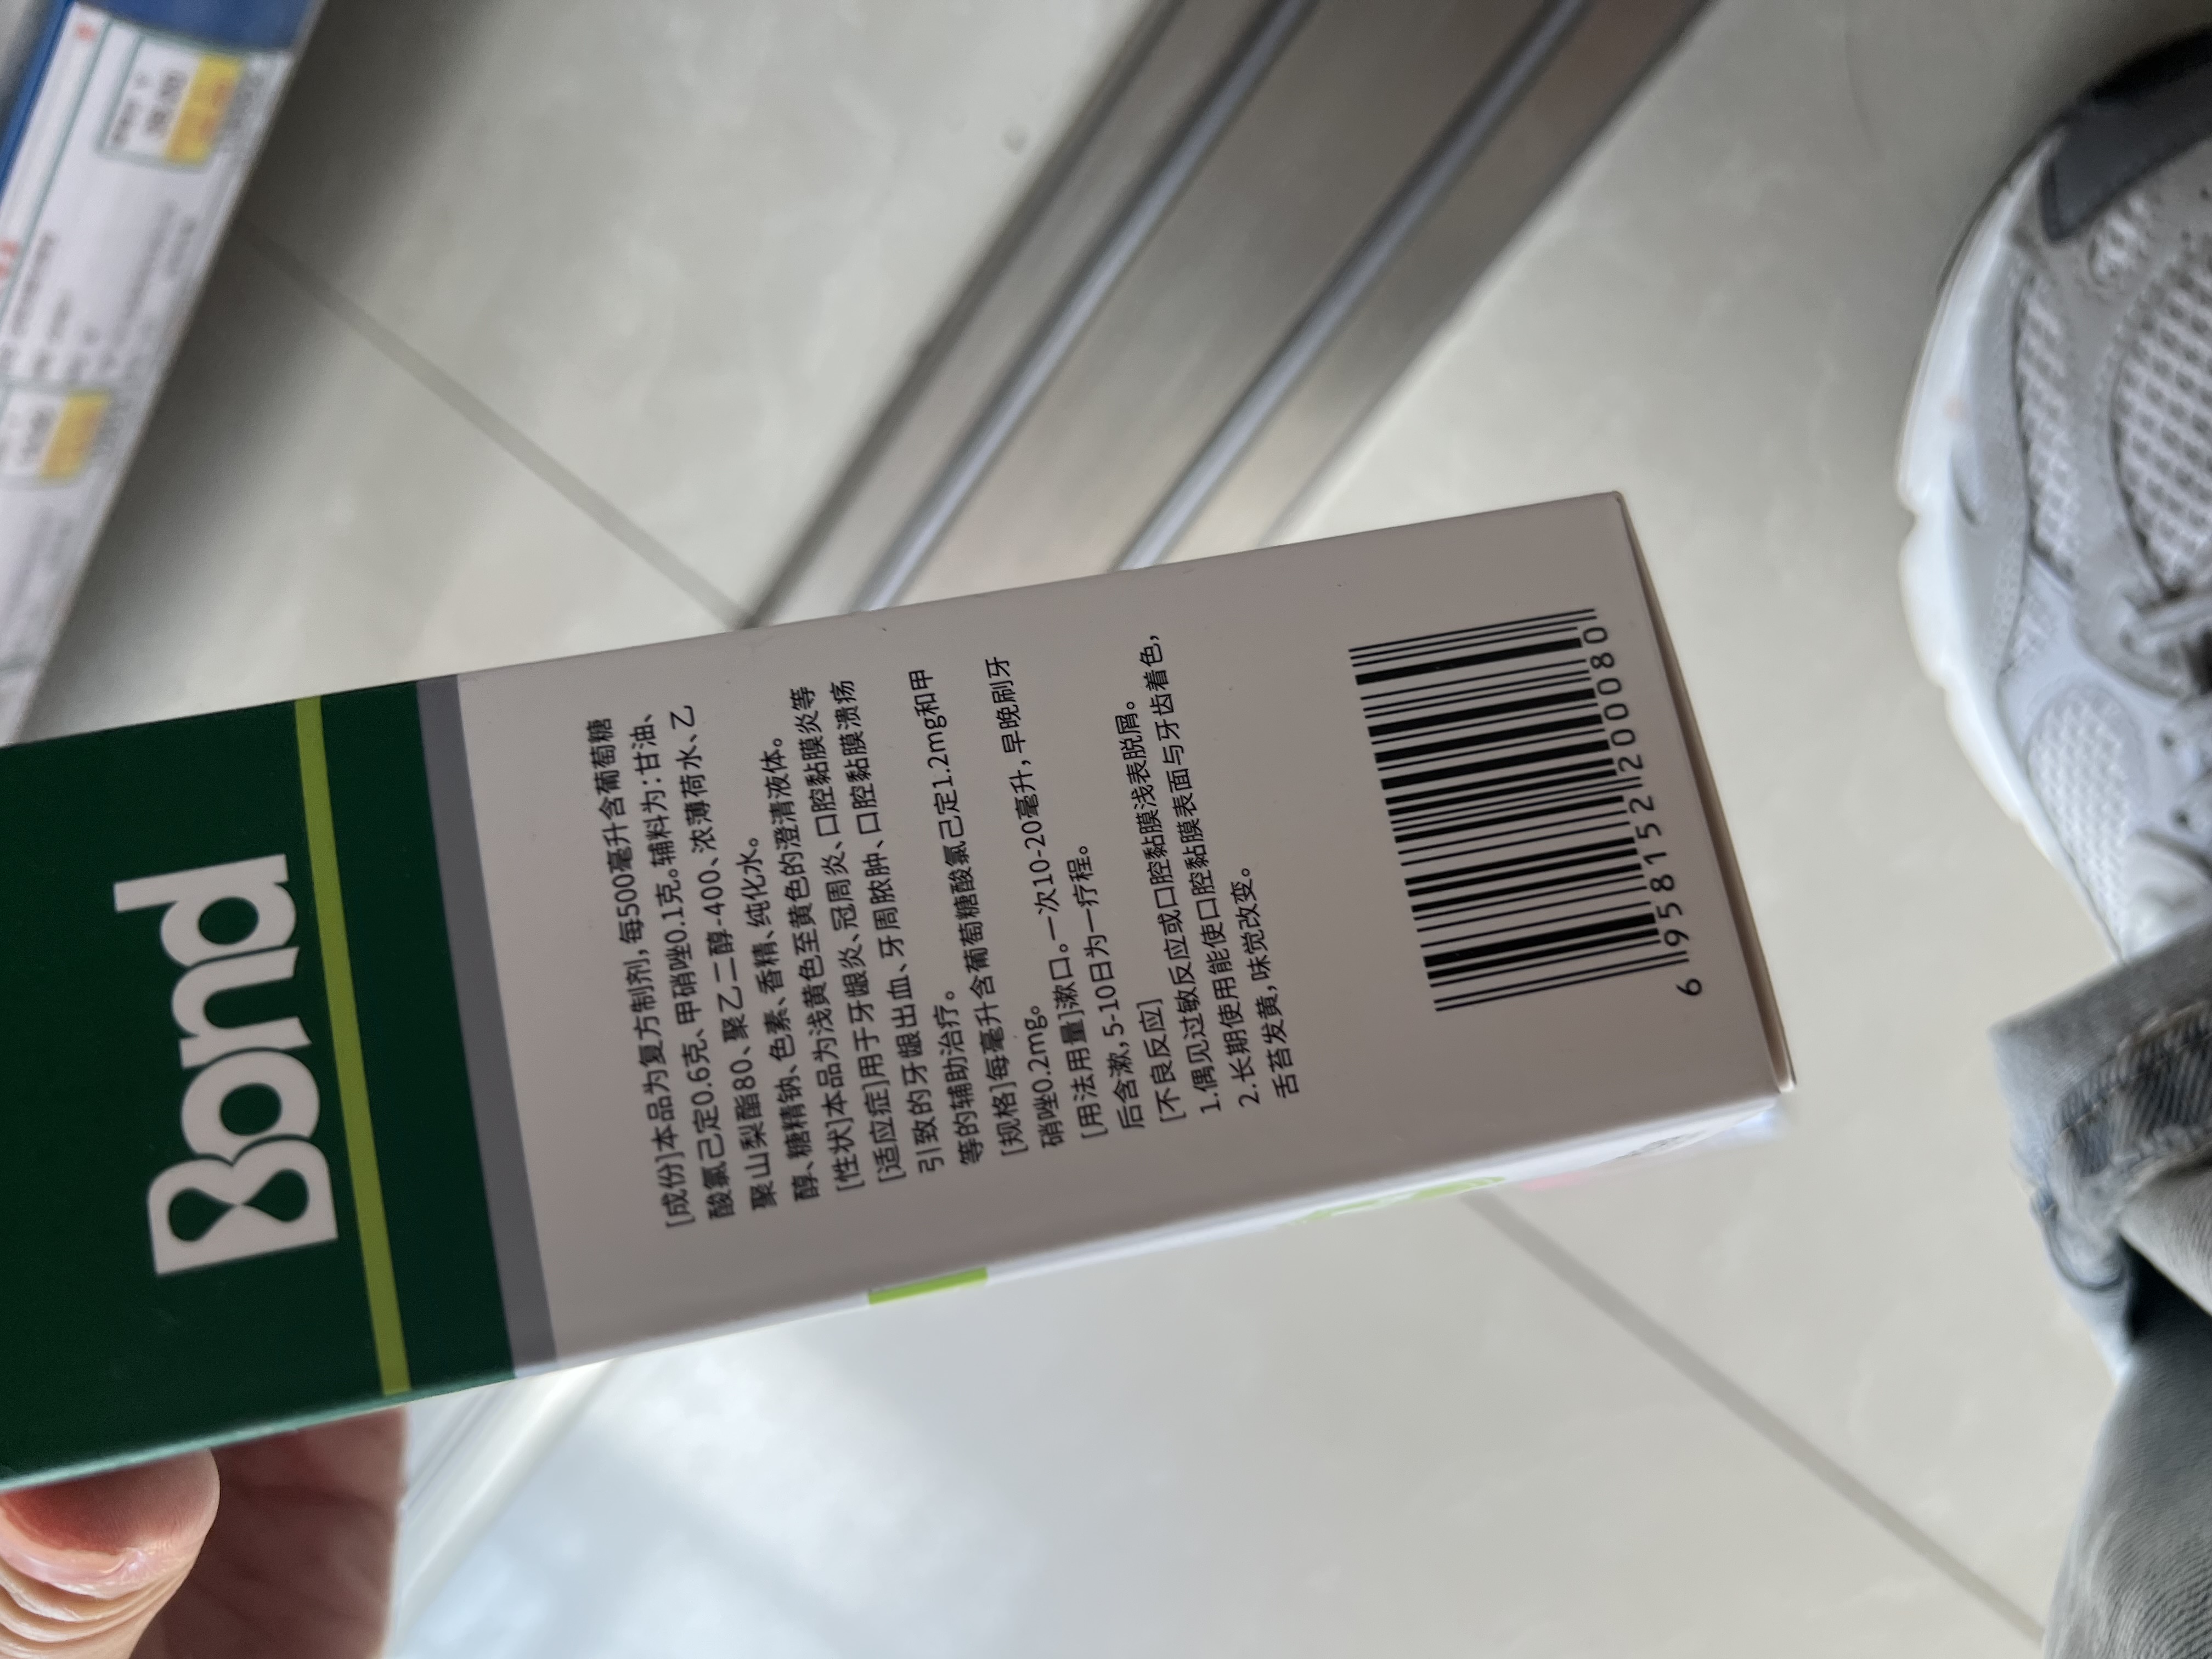 Bond
[成份]本品为复方制剂,每500毫升含葡萄糖
酸氯己定0.6克、甲硝唑0.1克。辅料为:甘油、
聚山梨酯80、聚乙二醇-400、浓薄荷水、乙
醇、糖精钠、色素、香精、纯化水。
[性状]本品为浅黄色至黄色的澄清液体。
[适应症]用于牙龈炎、冠周炎、口腔黏膜炎等
引致的牙龈出血、牙周脓肿、口腔黏膜溃疡
等的辅助治疗。
[规格]每毫升含葡萄糖酸氯己定1.2mg和甲
硝唑0.2mg。
[用法用量]漱口。一次10-20毫升,早晚刷牙
后含漱,5-10日为一疗程。
[不良反应]
1.偶见过敏反应或口腔黏膜浅表脱屑。
2.长期使用能使口腔黏膜表面与牙齿着色,
舌苔发黄,味觉改变。
6 958152 200080